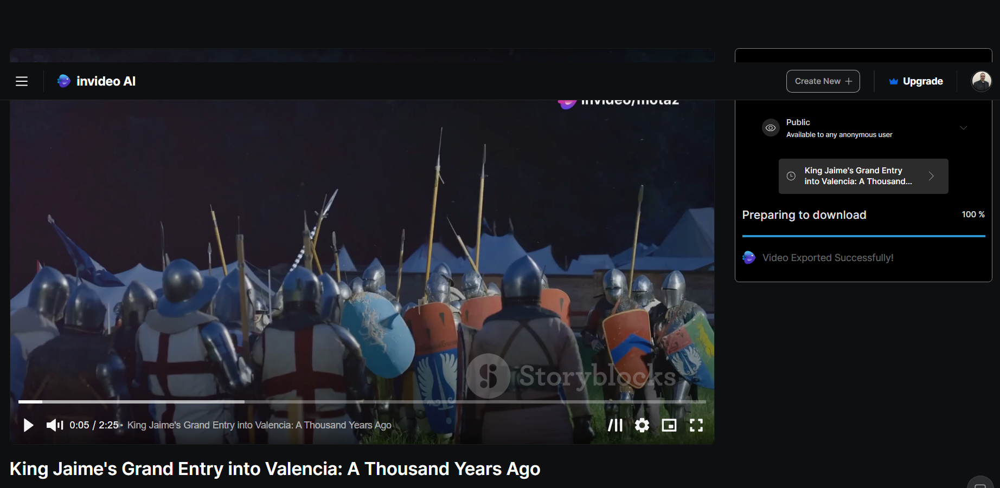 invideo AI
Create New
Upgrade
invideo/motaz
Public
Available to any anonymous user
King Jaime's Grand Entry
into Valencia: A Thousand...
Preparing to download
100 %
Video Exported Successfully!
Storyblocks
0:05 / 2:25 • King Jaime's Grand Entry into Valencia: A Thousand Years Ago
King Jaime's Grand Entry into Valencia: A Thousand Years Ago